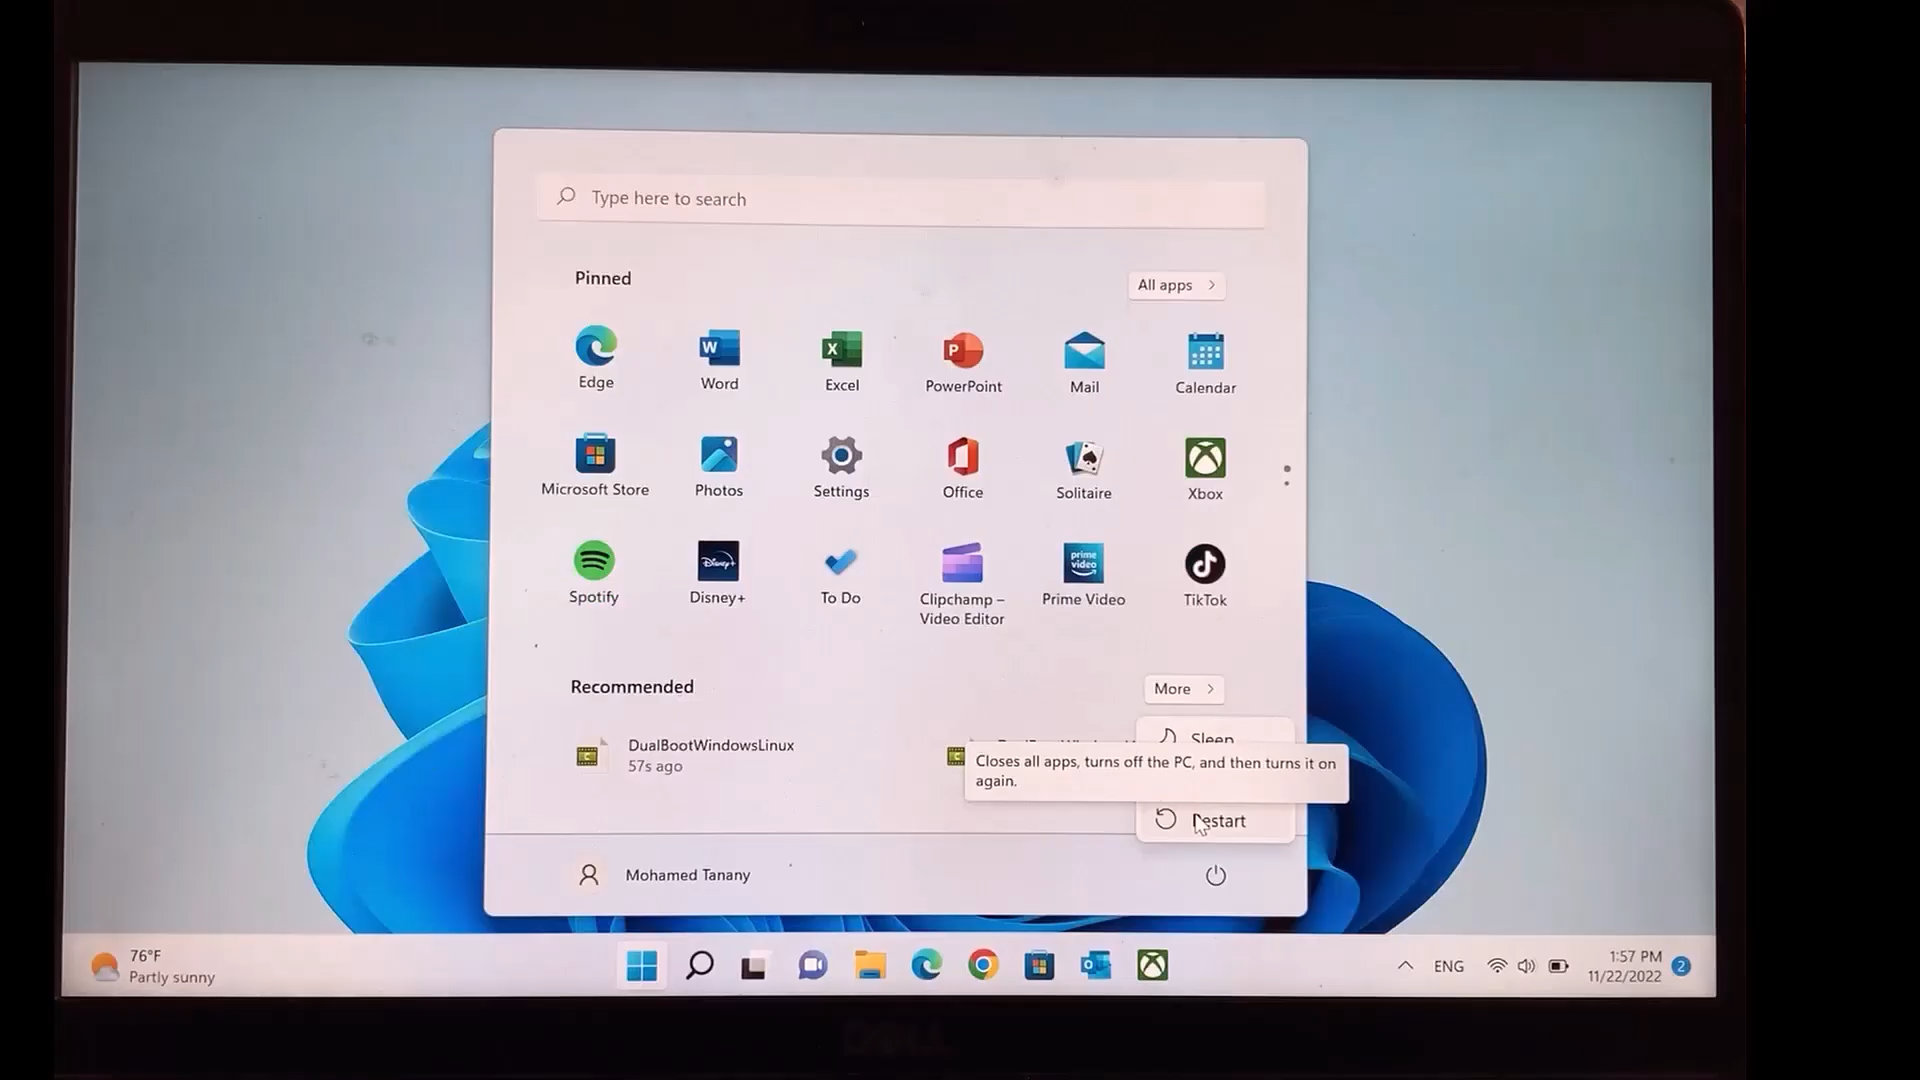 Type here to search
Pinned
All apps
Edge
Word
Excel
PowerPoint
Mail
Calendar
Microsoft Store
Photos
Settings
Office
Solitaire
Xbox
Spotify
Disney+
To Do
Clipchamp –
Video Editor
Prime Video
TikTok
Recommended
More
DualBootWindowsLinux
57s ago
Sleep
Closes all apps, turns off the PC, and then turns it on
again.
Restart
Mohamed Tanany
76°F
Partly sunny
ENG
1:57 PM
11/22/2022
2
DELL